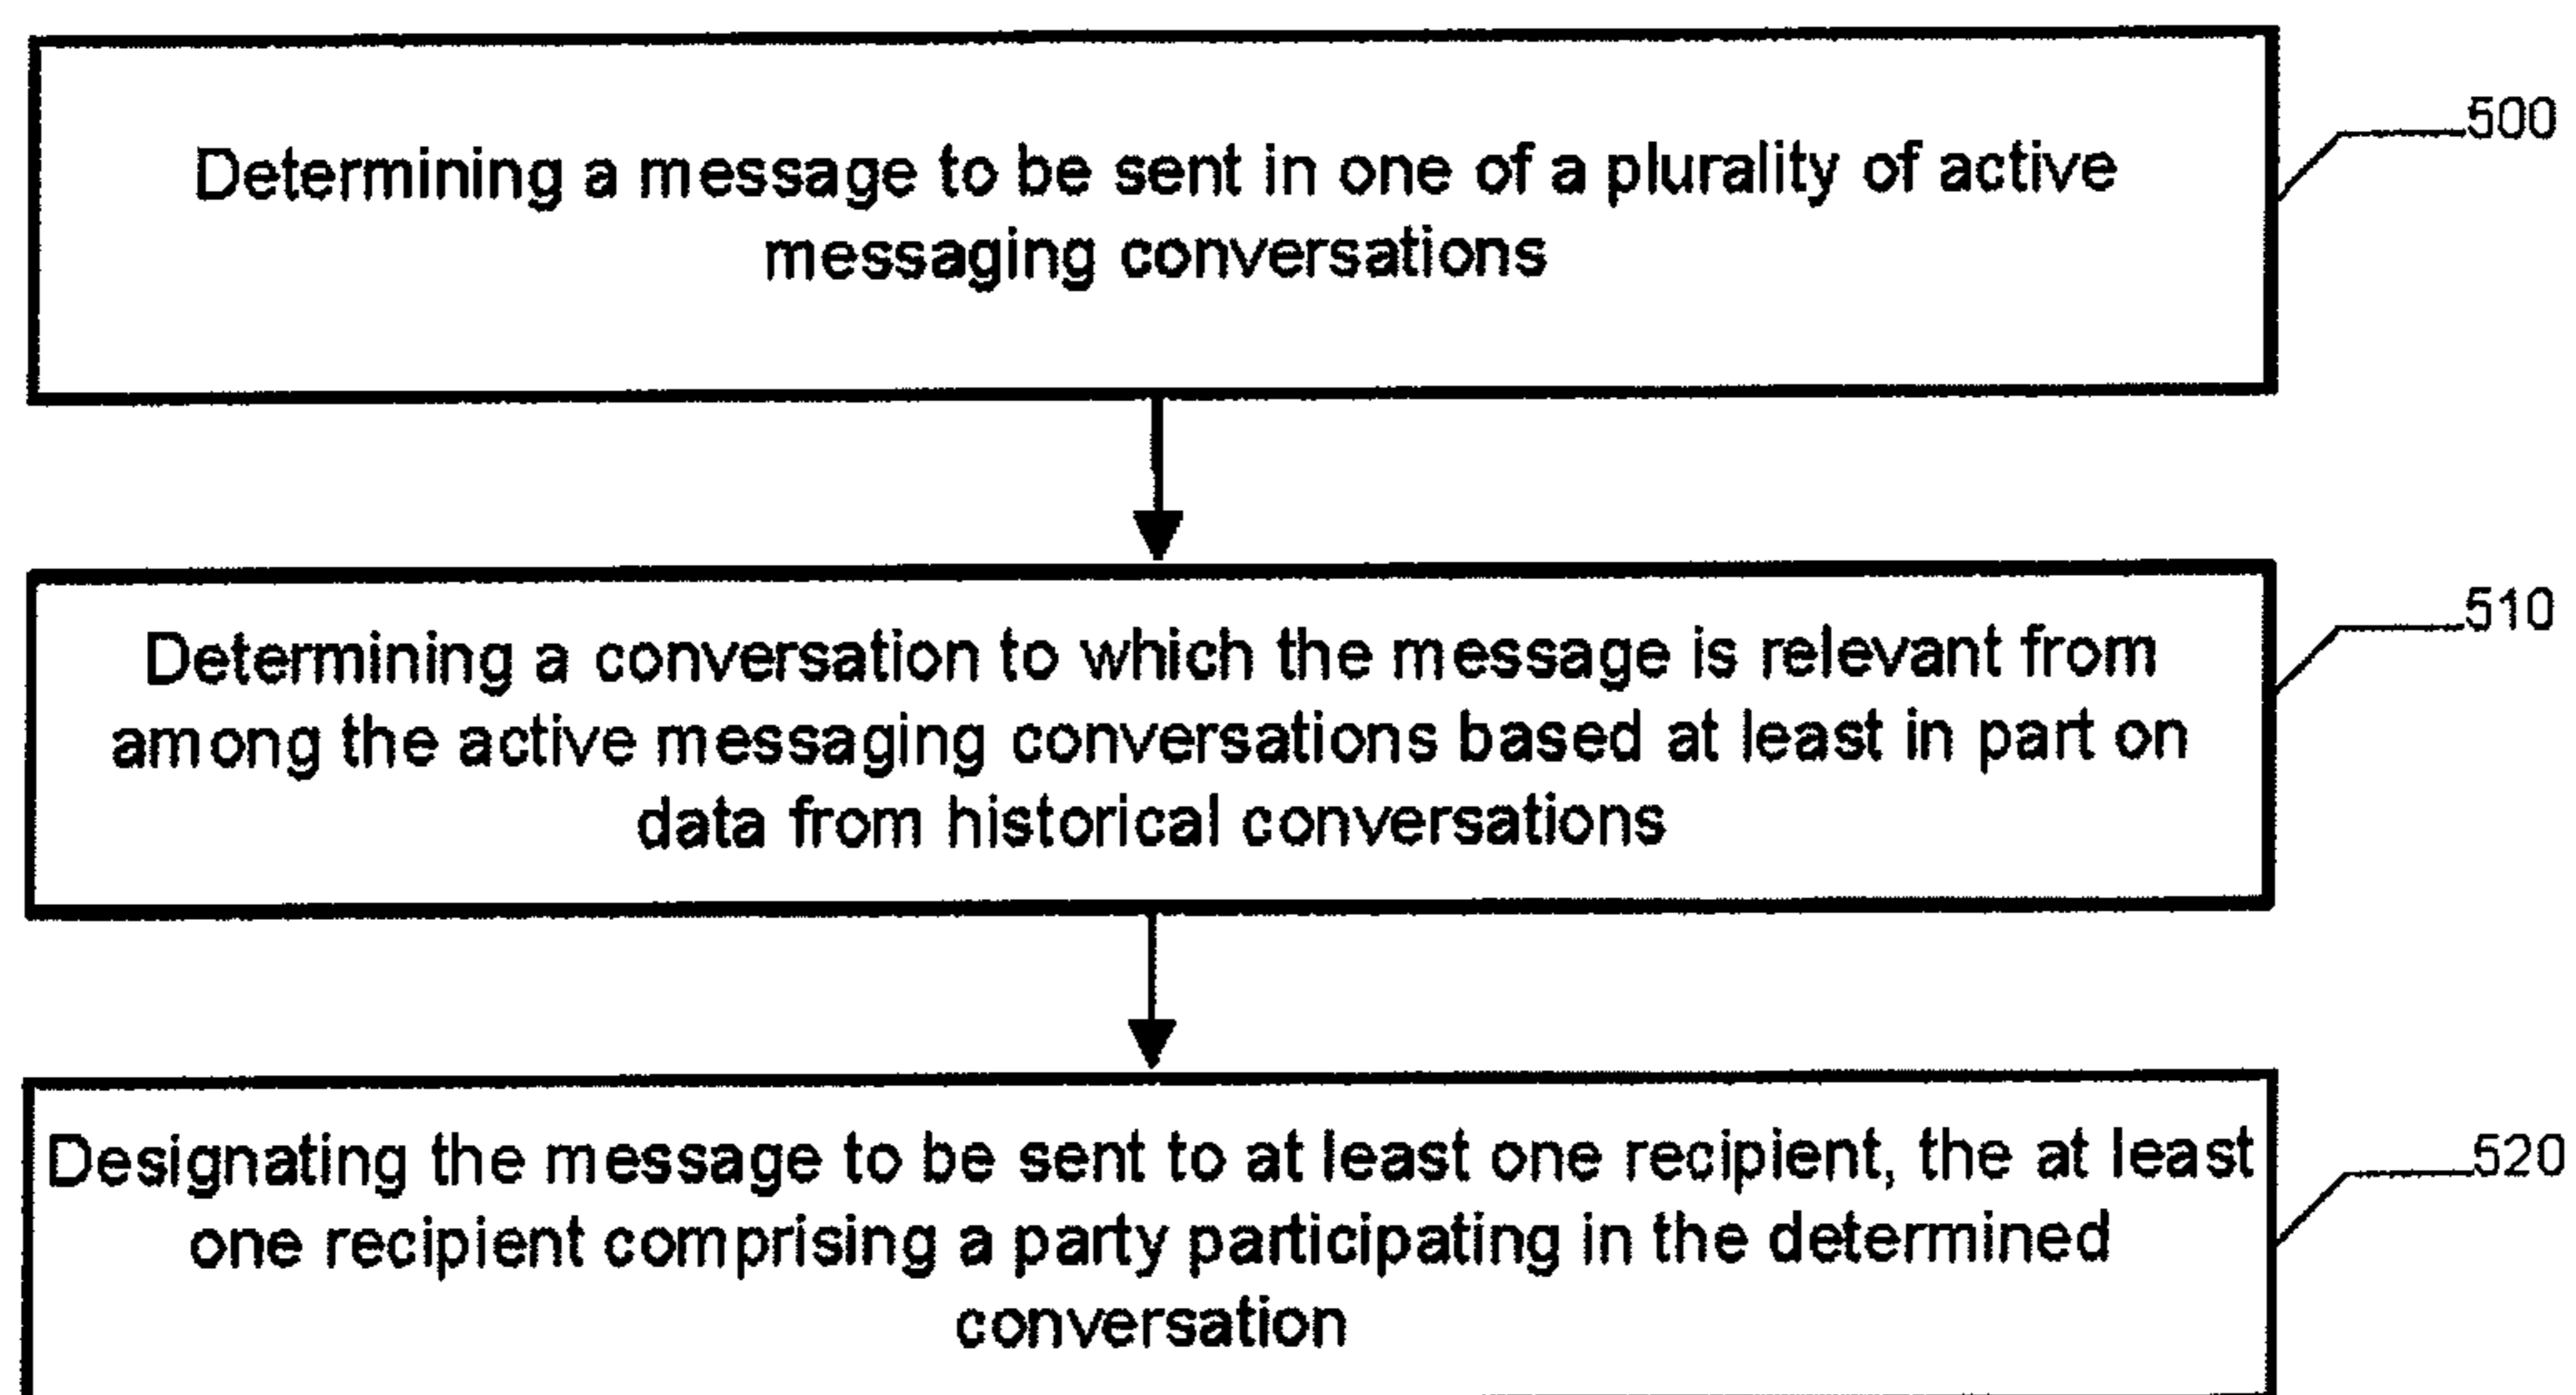 Determining a message to be sent in one of a plurality of active
messaging conversations
500
Determining a conversation to which the message is relevant from
among the active messaging conversations based at least in part on
data from historical conversations
510
Designating the message to be sent to at least one recipient, the at least
one recipient comprising a party participating in the determined
conversation
520